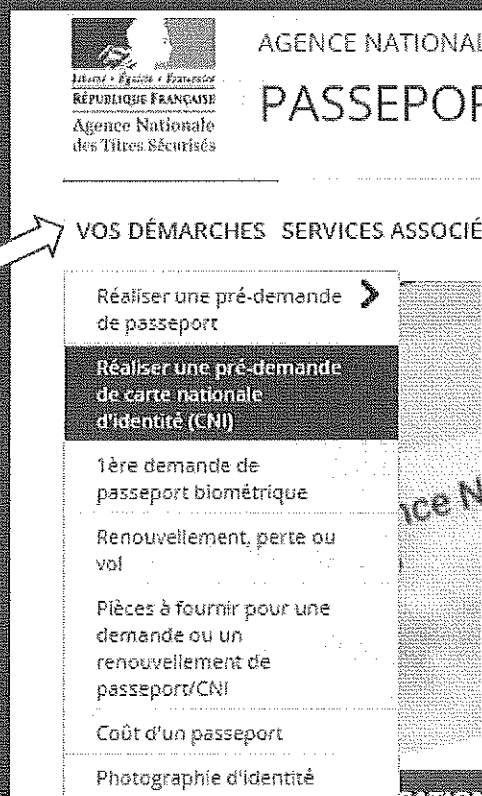 AGENCE NATIONAL
Liberté • Égalité • Fraternité
RÉPUBLIQUE FRANÇAISE
PASSEPOR
Agence Nationale
des Titres Sécurisés
VOS DÉMARCHES SERVICES ASSOCIÉ
Réaliser une pré-demande
de passeport
Réaliser une pré-demande
de carte nationale
d'identité (CNI)
1ère demande de
passeport biométrique
Renouvellement, perte ou
vol
Pièces à fournir pour une
demande ou un
renouvellement de
passeport/CNI
Coût d'un passeport
Photographie d'identité
nce N